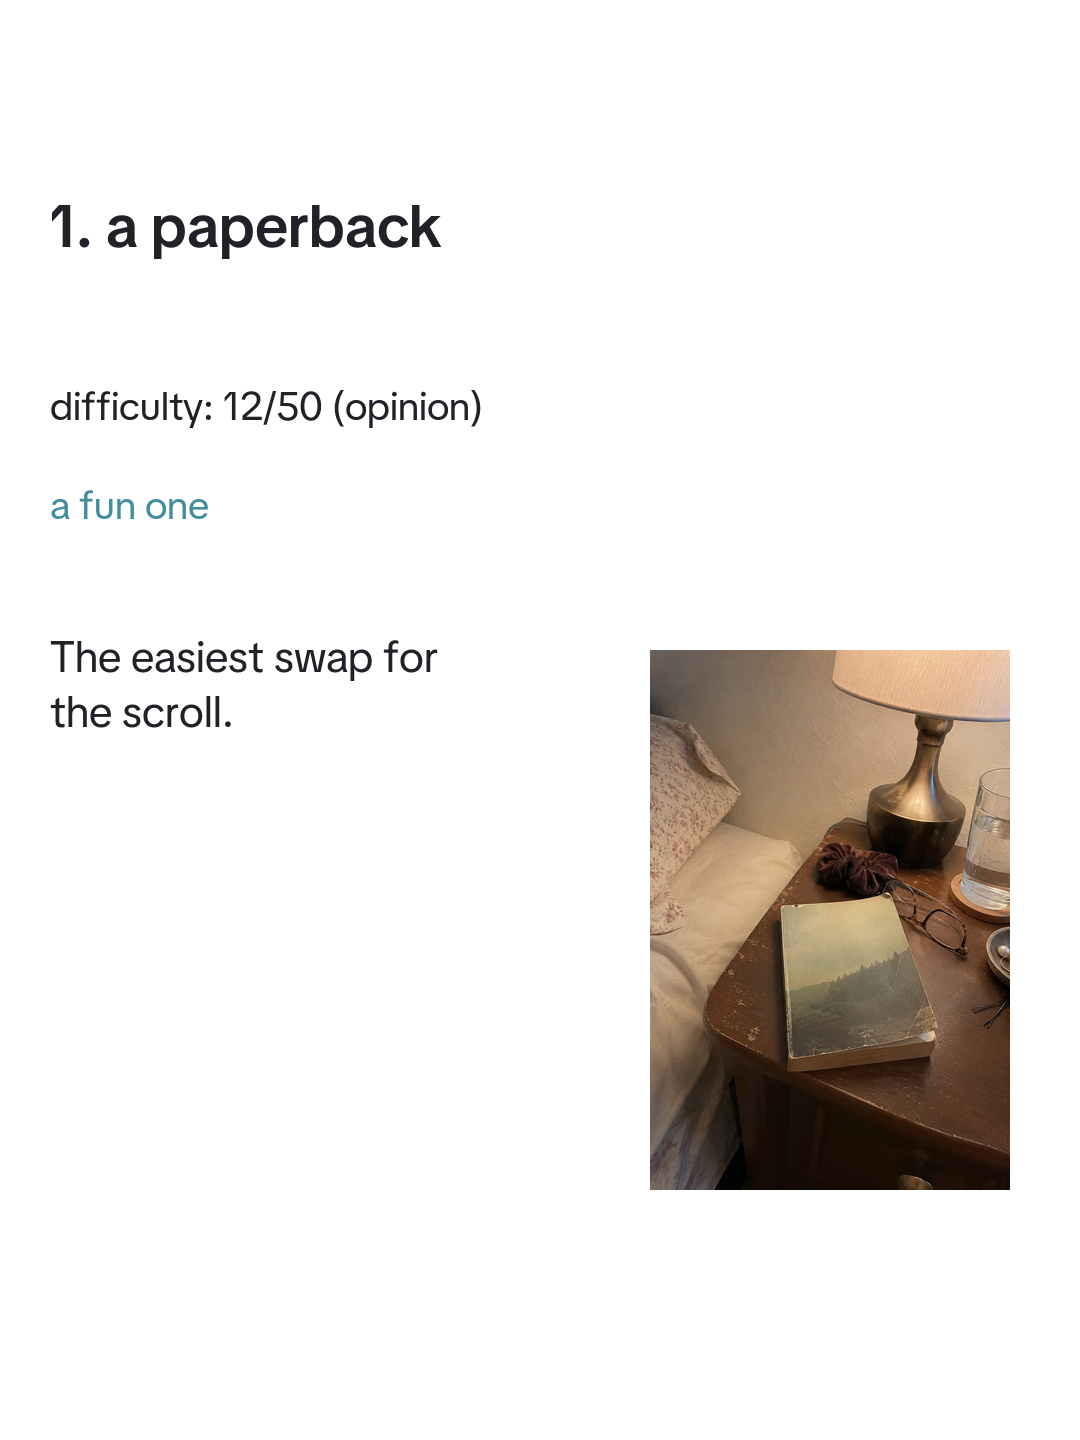 1. a paperback
difficulty: 12/50 (opinion)
a fun one
The easiest swap for
the scroll.